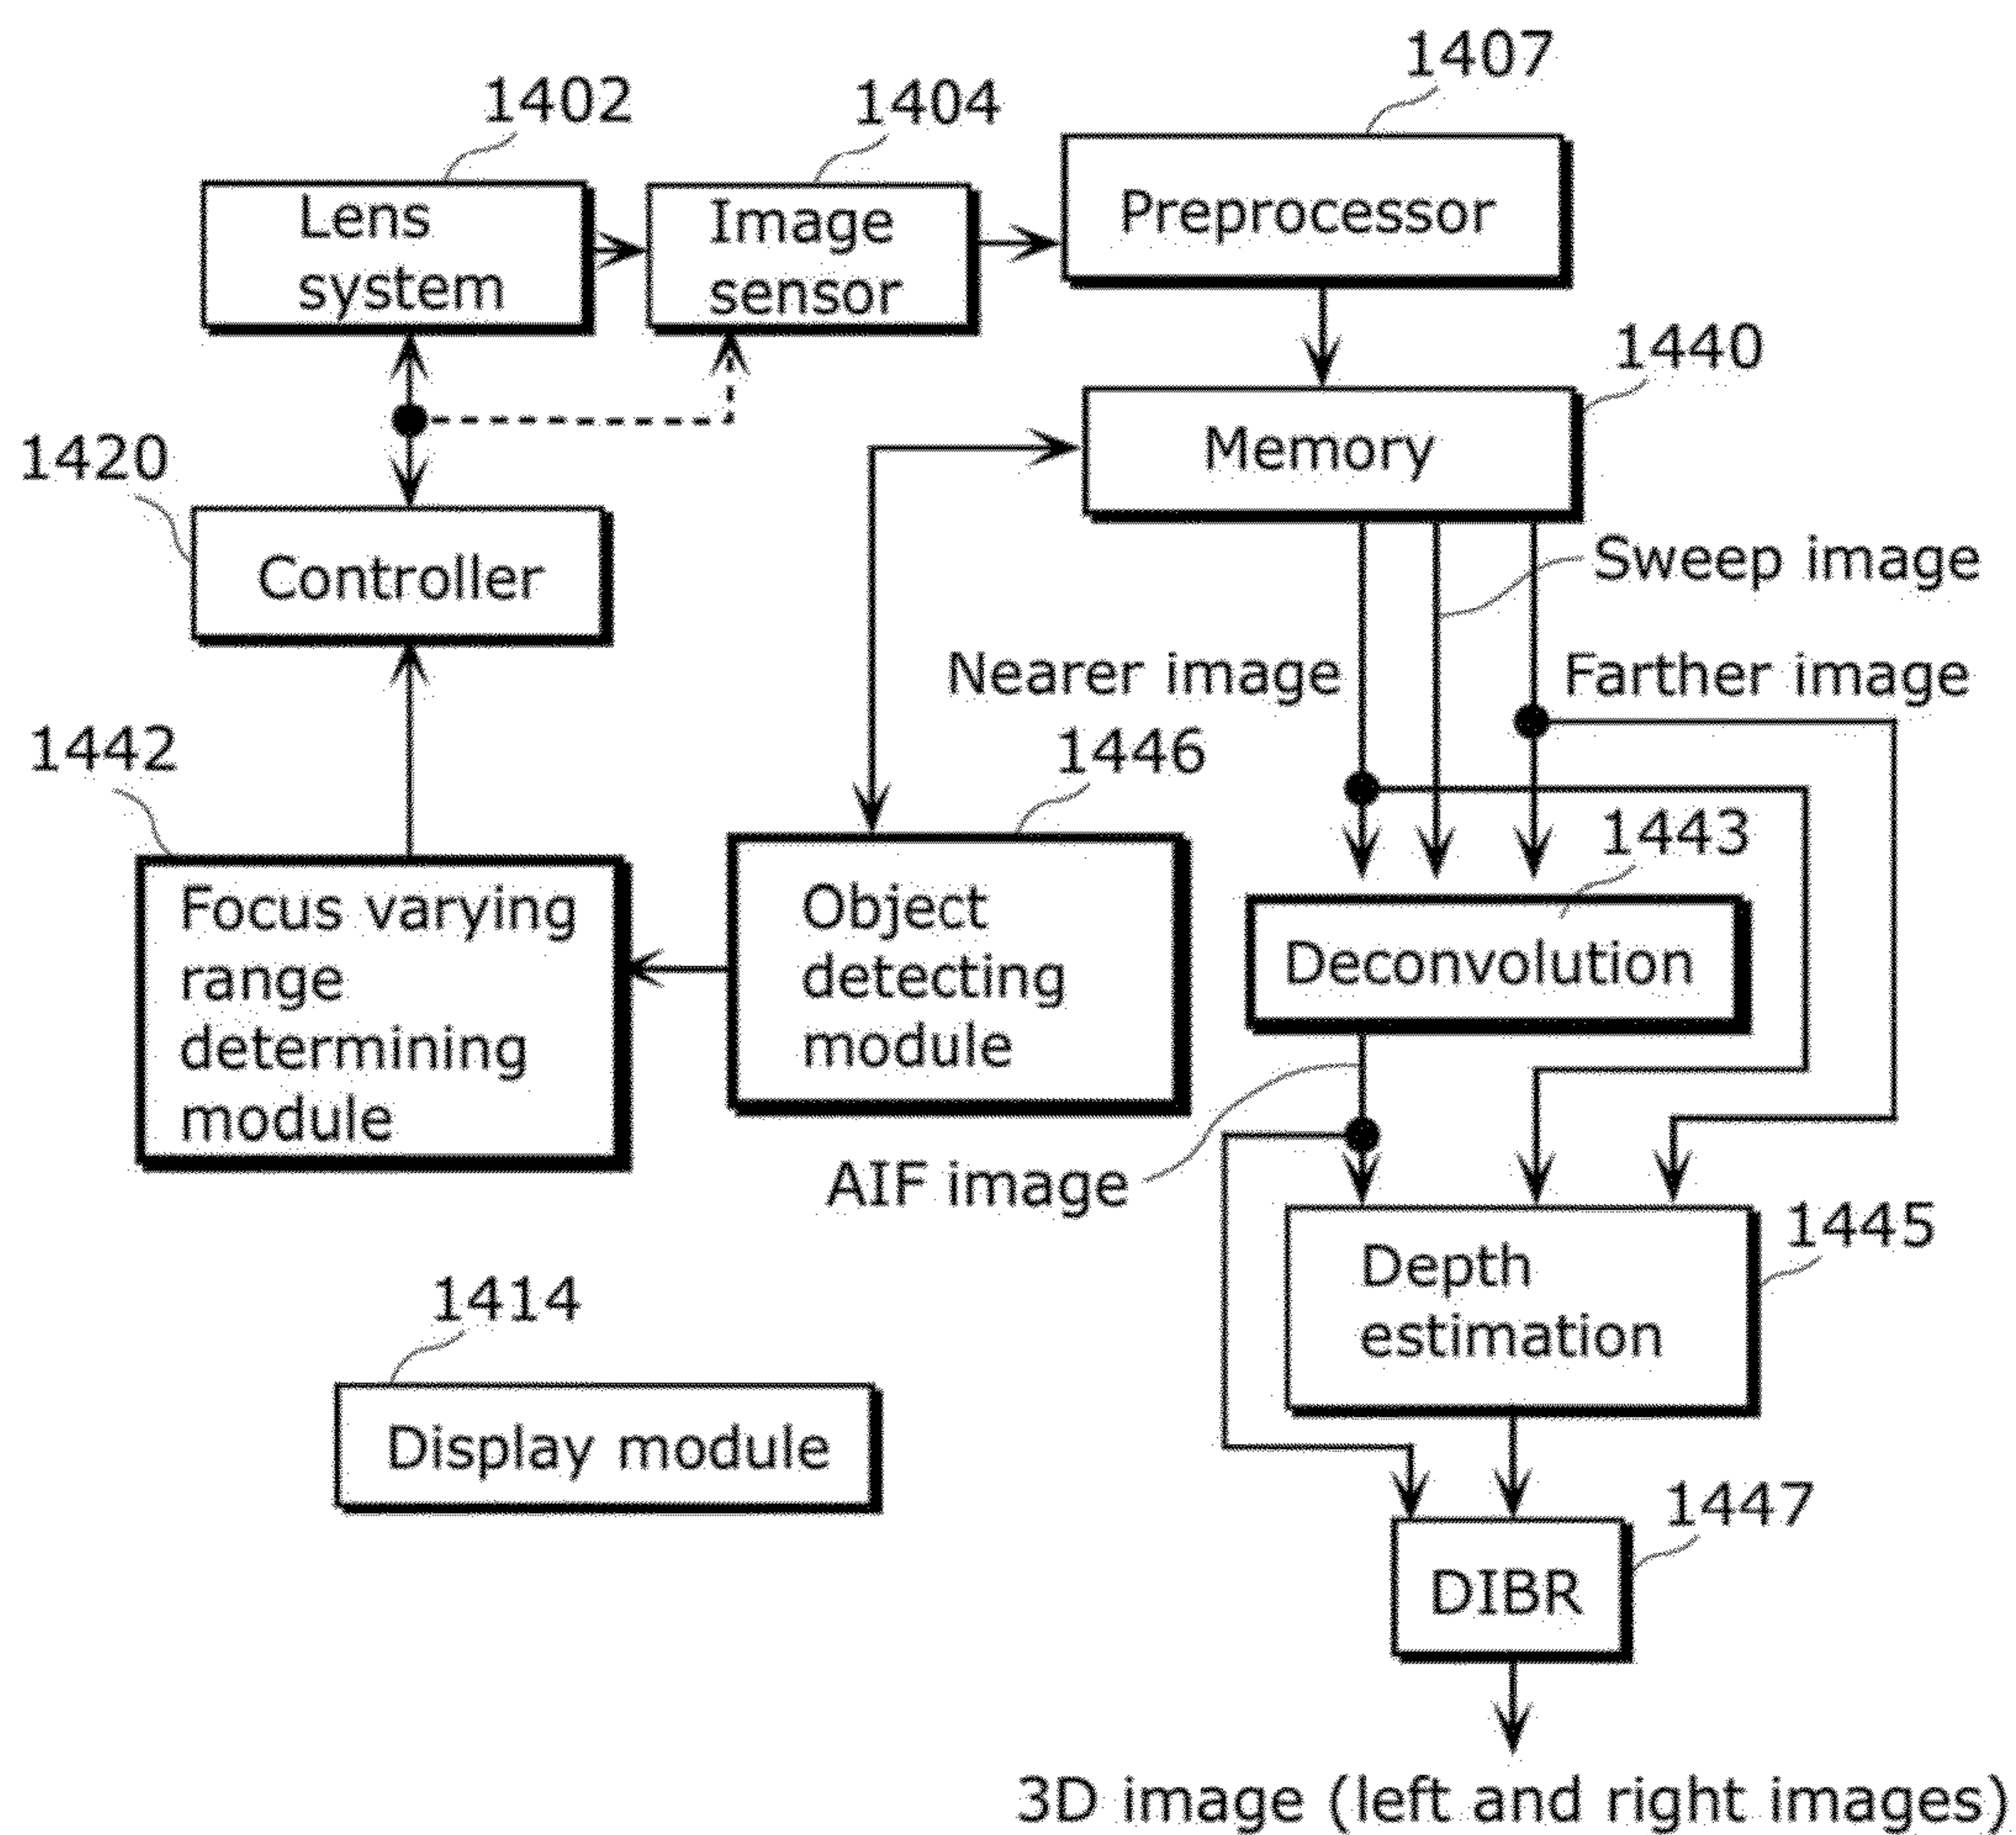 1407
1402
1404
Lens
system
Image
sensor
Preprocessor
1440
1420
Memory
Controller
Sweep image
Nearer image
Farther image
1442
1446
1443
Focus varying
range
determining
module
Object
detecting
module
Deconvolution
AIF image
1445
Depth
estimation
1414
Display module
1447
DIBR
3D image (left and right images)